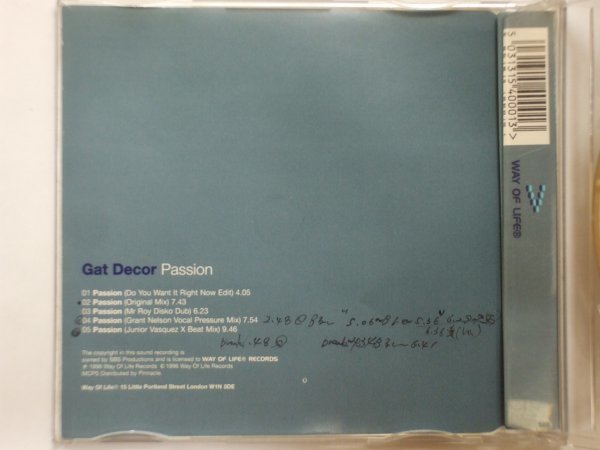 5 031315 400013 >
WAY OF LIFE®
Gat Decor Passion
01 Passion (Do You Want It Right Now Edit) 4.05
02 Passion (Original Mix) 7.43
03 Passion (Mr Roy Disko Dub) 6.23
04 Passion (Grant Nelson Vocal Pressure Mix) 7.54
05 Passion (Junior Vasquez X Beat Mix) 9.46
The copyright in this sound recording is
owned by SBS Productions and is licensed to WAY OF LIFE® RECORDS
℗ 1996 Way Of Life Records © 1996 Way Of Life Records
MCPS Distributed by Pinnacle.
Way Of Life® 15 Little Portland Street London W1N 5DE